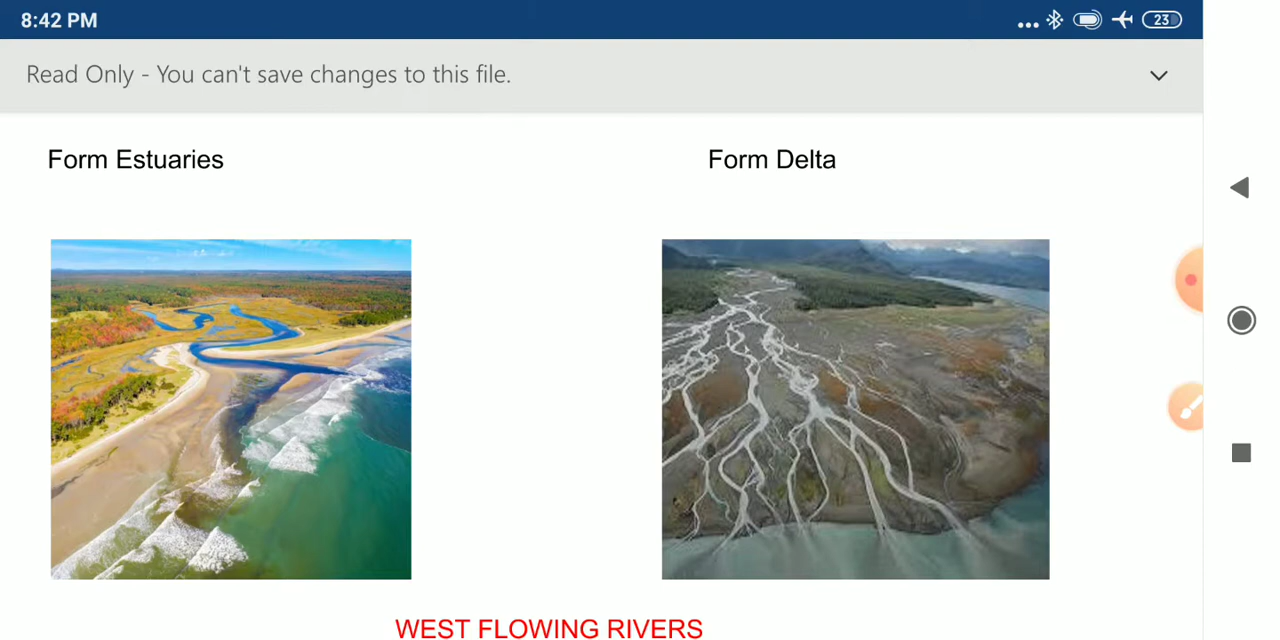 8:42 PM
23
Read Only - You can't save changes to this file.
Form Estuaries
Form Delta
WEST FLOWING RIVERS